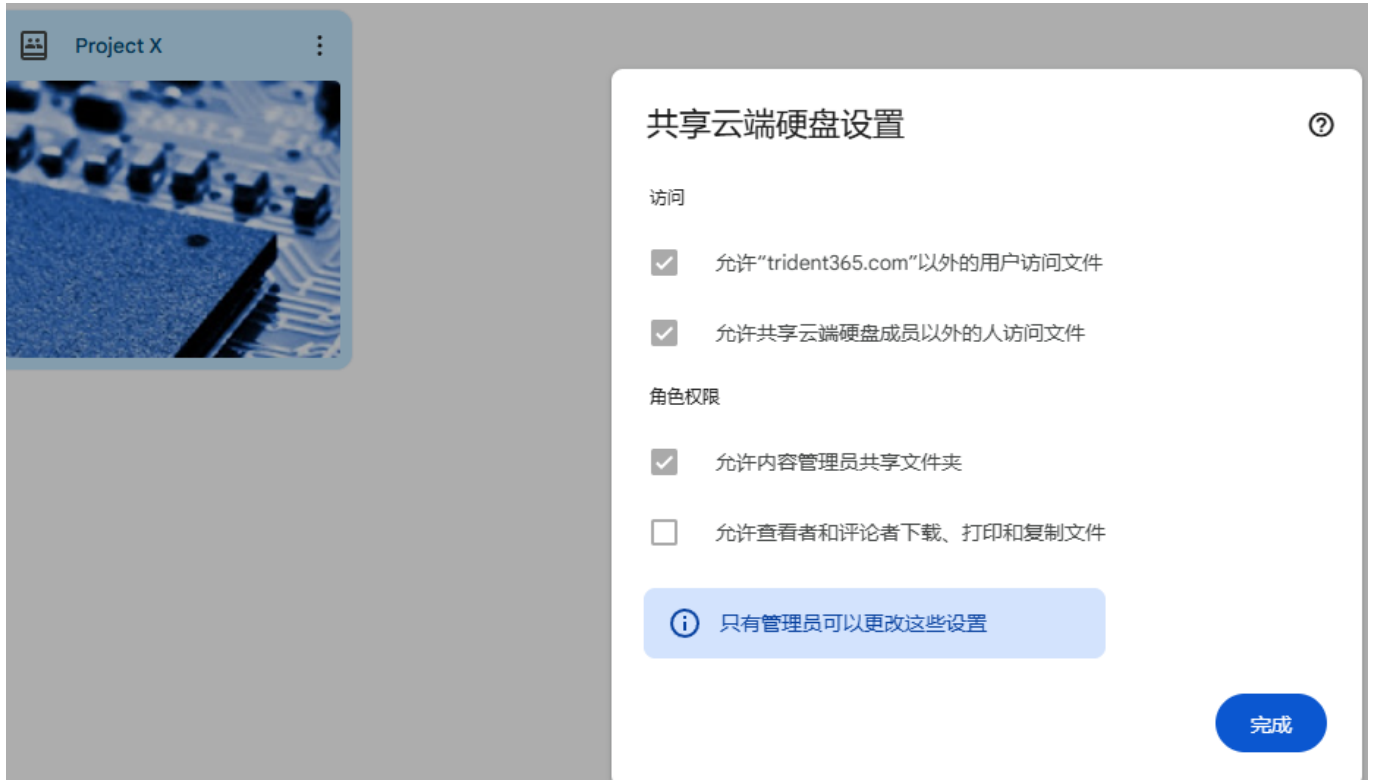 Project X
共享云端硬盘设置
访问
允许“trident365.com”以外的用户访问文件
允许共享云端硬盘成员以外的人访问文件
角色权限
允许内容管理员共享文件夹
允许查看者和评论者下载、打印和复制文件
只有管理员可以更改这些设置
完成